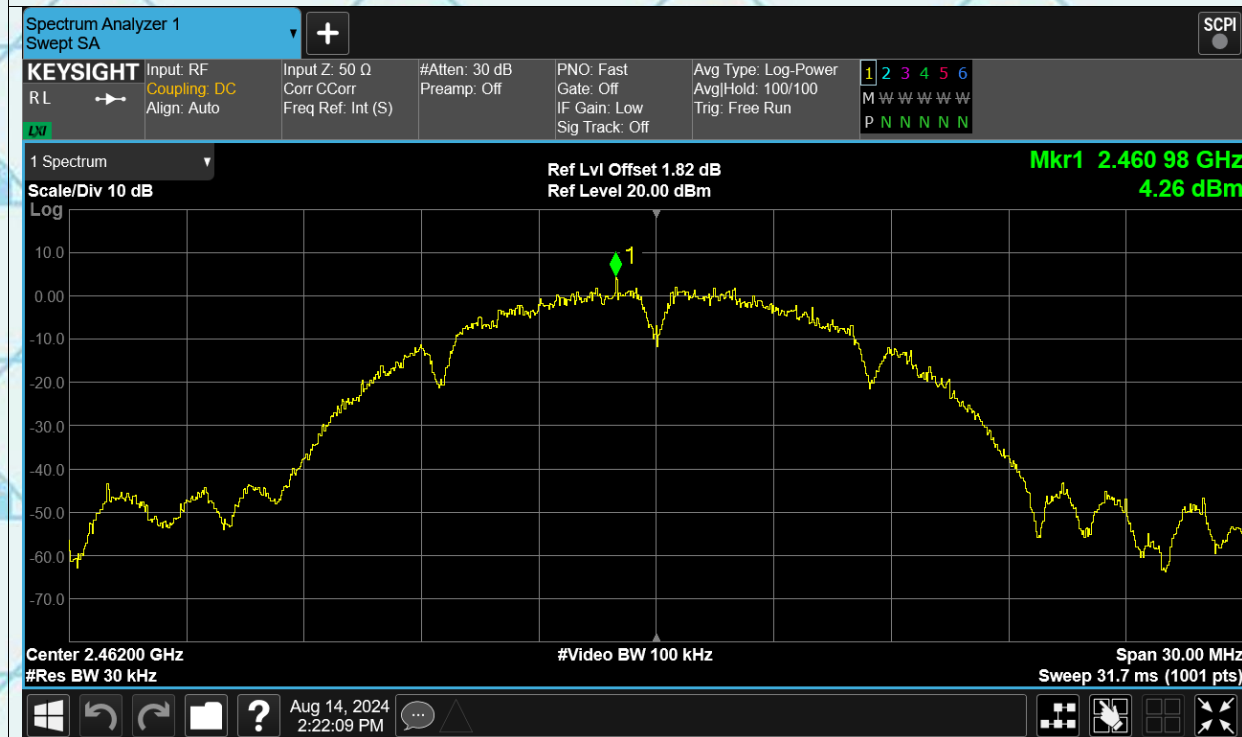 Spectrum Analyzer 1
Swept SA
+
SCPI
KEYSIGHT
R L
LXI
Input: RF
Coupling: DC
Align: Auto
Input Z: 50 Ω
Corr CCorr
Freq Ref: Int (S)
#Atten: 30 dB
Preamp: Off
PNO: Fast
Gate: Off
IF Gain: Low
Sig Track: Off
Avg Type: Log-Power
Avg|Hold: 100/100
Trig: Free Run
1 2 3 4 5 6
M W W W W W
P N N N N N
1 Spectrum
Scale/Div 10 dB
Log
Ref Lvl Offset 1.82 dB
Ref Level 20.00 dBm
Mkr1 2.460 98 GHz
4.26 dBm
1
10.0
0.00
-10.0
-20.0
-30.0
-40.0
-50.0
-60.0
-70.0
Center 2.46200 GHz
#Res BW 30 kHz
#Video BW 100 kHz
Span 30.00 MHz
Sweep 31.7 ms (1001 pts)
?
Aug 14, 2024
2:22:09 PM